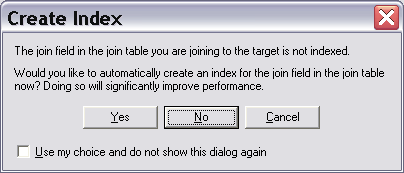 Create Index
The join field in the join table you are joining to the target is not indexed.
Would you like to automatically create an index for the join field in the join table
now? Doing so will significantly improve performance.
Yes No Cancel
Use my choice and do not show this dialog again